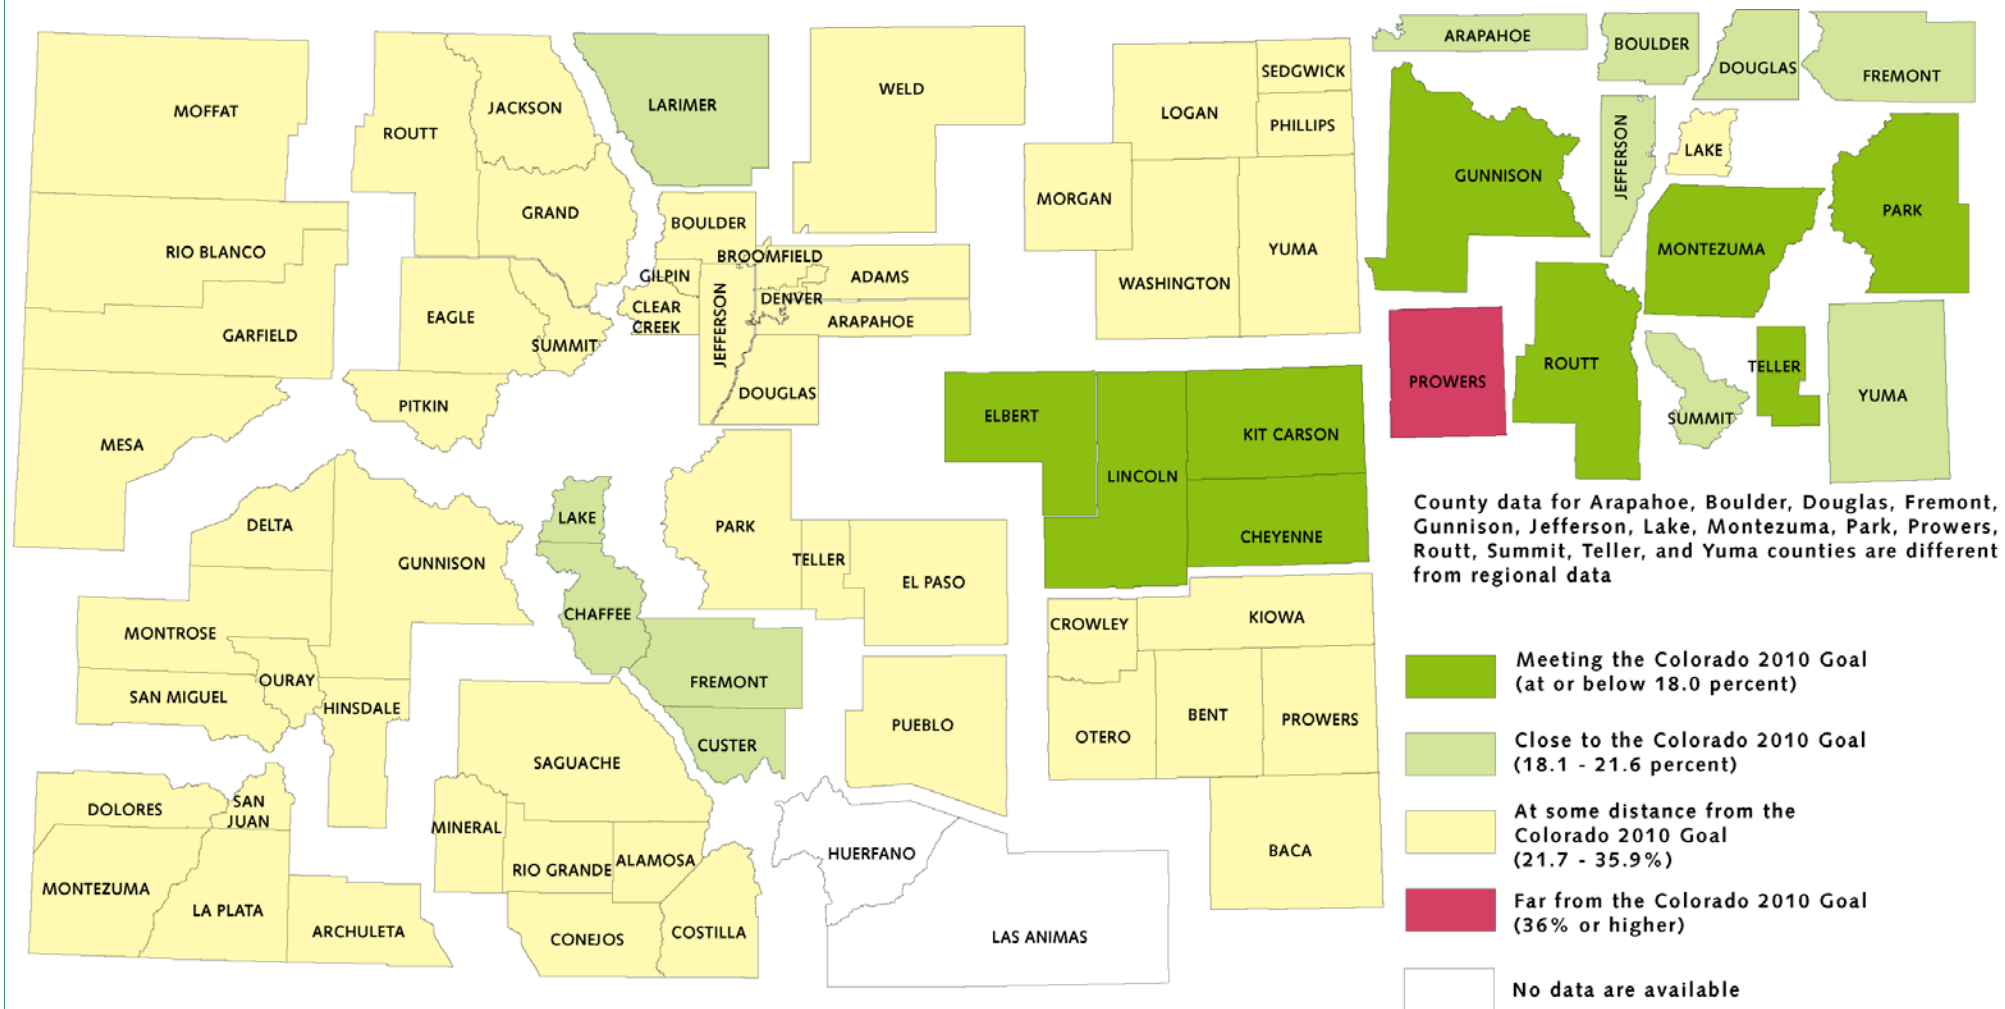 MOFFAT
ROUTT
JACKSON
LARIMER
WELD
LOGAN
SEDGWICK
PHILLIPS
MORGAN
WASHINGTON
YUMA
RIO BLANCO
GRAND
BOULDER
BROOMFIELD
GILPIN
ADAMS
CLEAR
CREEK
JEFFERSON
DENVER
ARAPAHOE
GARFIELD
EAGLE
SUMMIT
DOUGLAS
MESA
PITKIN
ELBERT
LINCOLN
KIT CARSON
CHEYENNE
DELTA
GUNNISON
LAKE
CHAFFEE
PARK
TELLER
EL PASO
MONTROSE
OURAY
SAN MIGUEL
HINSDALE
FREMONT
CUSTER
PUEBLO
CROWLEY
KIOWA
OTERO
BENT
PROWERS
BACA
SAGUACHE
DOLORES
SAN
JUAN
MINERAL
RIO GRANDE
ALAMOSA
HUERFANO
MONTEZUMA
LA PLATA
ARCHULETA
CONEJOS
COSTILLA
LAS ANIMAS
ARAPAHOE
BOULDER
DOUGLAS
FREMONT
GUNNISON
JEFFERSON
LAKE
MONTEZUMA
PARK
PROWERS
ROUTT
SUMMIT
TELLER
YUMA
County data for Arapahoe, Boulder, Douglas, Fremont,
Gunnison, Jefferson, Lake, Montezuma, Park, Prowers,
Routt, Summit, Teller, and Yuma counties are different
from regional data
Meeting the Colorado 2010 Goal
(at or below 18.0 percent)
Close to the Colorado 2010 Goal
(18.1 - 21.6 percent)
At some distance from the
Colorado 2010 Goal
(21.7 - 35.9%)
Far from the Colorado 2010 Goal
(36% or higher)
No data are available